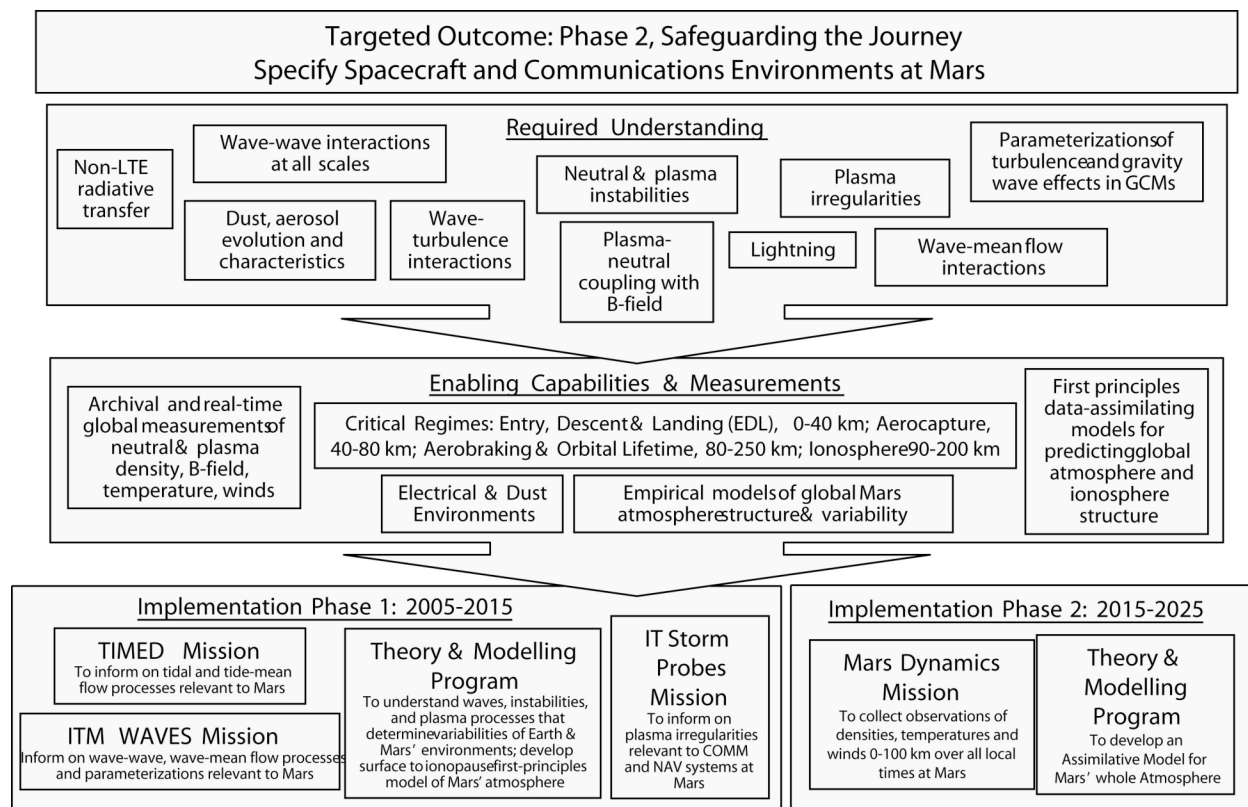 Targeted Outcome: Phase 2, Safeguarding the Journey
Specify Spacecraft and Communications Environments at Mars
Required Understanding
Non-LTE
radiative
transfer
Wave-wave interactions
at all scales
Dust, aerosol
evolution and
characteristics
Wave-
turbulence
interactions
Neutral & plasma
instabilities
Plasma-
neutral
coupling with
B-field
Plasma
irregularities
Lightning
Parameterizations of
turbulence and gravity
wave effects in GCMs
Wave-mean flow
interactions
Enabling Capabilities & Measurements
Archival and real-time
global measurements of
neutral & plasma
density, B-field,
temperature, winds
Critical Regimes: Entry, Descent & Landing (EDL), 0-40 km; Aerocapture,
40-80 km; Aerobraking & Orbital Lifetime, 80-250 km; Ionosphere 90-200 km
Electrical & Dust
Environments
Empirical models of global Mars
atmosphere structure & variability
First principles
data-assimilating
models for
predicting global
atmosphere and
ionosphere
structure
Implementation Phase 1: 2005-2015
TIMED Mission
To inform on tidal and tide-mean
flow processes relevant to Mars
ITM WAVES Mission
Inform on wave-wave, wave-mean flow processes
and parameterizations relevant to Mars
Theory & Modelling
Program
To understand waves, instabilities,
and plasma processes that
determine variabilities of Earth &
Mars' environments; develop
surface to ionopause first-principles
model of Mars' atmosphere
IT Storm
Probes
Mission
To inform on
plasma irregularities
relevant to COMM
and NAV systems at
Mars
Implementation Phase 2: 2015-2025
Mars Dynamics
Mission
To collect observations of
densities, temperatures and
winds 0-100 km over all local
times at Mars
Theory &
Modelling
Program
To develop an
Assimilative Model for
Mars' whole Atmosphere